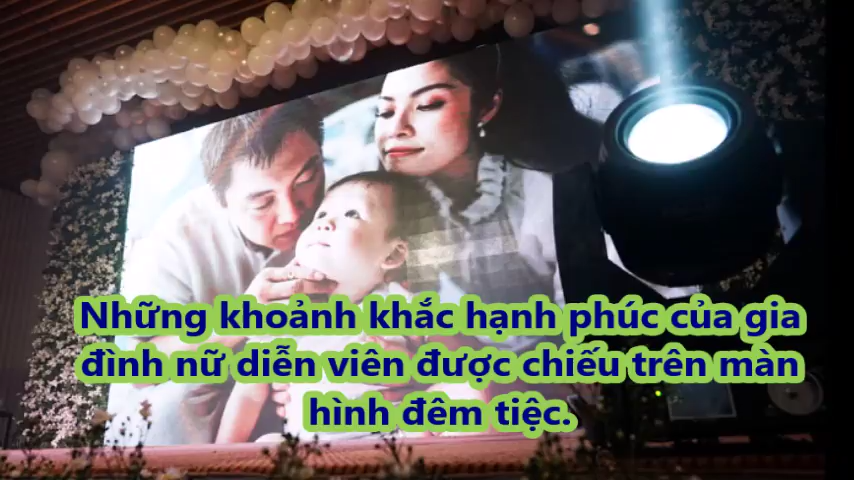 Những khoảnh khắc hạnh phúc của gia
đình nữ diễn viên được chiếu trên màn
hình đêm tiệc.